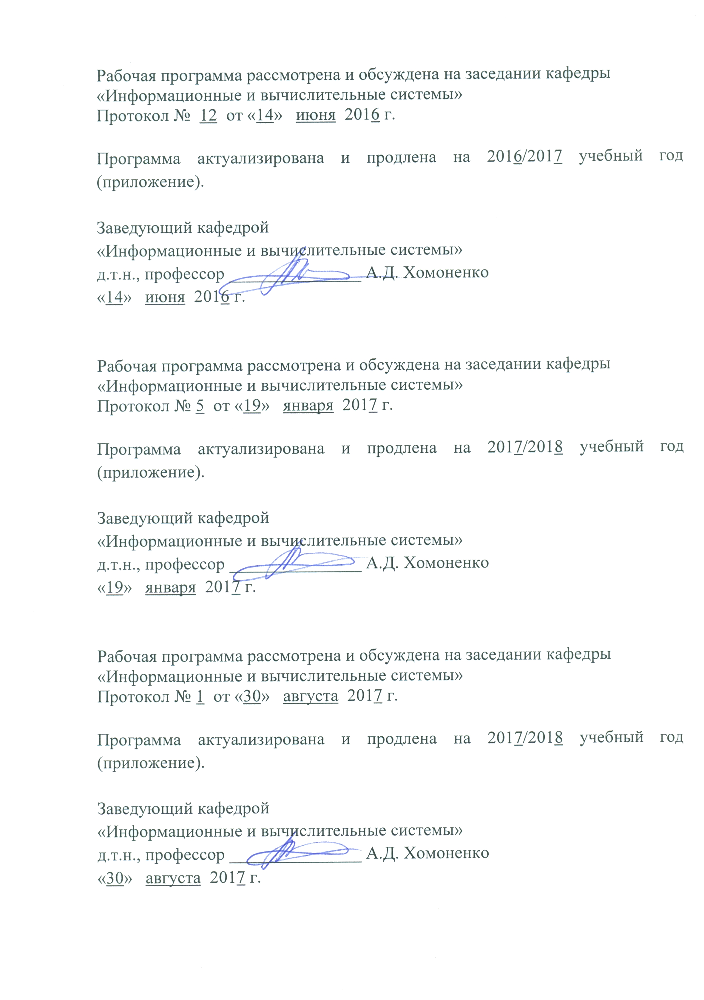 Рабочая программа рассмотрена и обсуждена на заседании кафедры
«Информационные и вычислительные системы»
Протокол № 12 от «14» июня 2016 г.
Программа актуализирована и продлена на 2016/2017 учебный год
(приложение).
Заведующий кафедрой
«Информационные и вычислительные системы»
д.т.н., профессор _______________ А.Д. Хомоненко
«14» июня 2016 г.
Рабочая программа рассмотрена и обсуждена на заседании кафедры
«Информационные и вычислительные системы»
Протокол № 5 от «19» января 2017 г.
Программа актуализирована и продлена на 2017/2018 учебный год
(приложение).
Заведующий кафедрой
«Информационные и вычислительные системы»
д.т.н., профессор _______________ А.Д. Хомоненко
«19» января 2017 г.
Рабочая программа рассмотрена и обсуждена на заседании кафедры
«Информационные и вычислительные системы»
Протокол № 1 от «30» августа 2017 г.
Программа актуализирована и продлена на 2017/2018 учебный год
(приложение).
Заведующий кафедрой
«Информационные и вычислительные системы»
д.т.н., профессор _______________ А.Д. Хомоненко
«30» августа 2017 г.